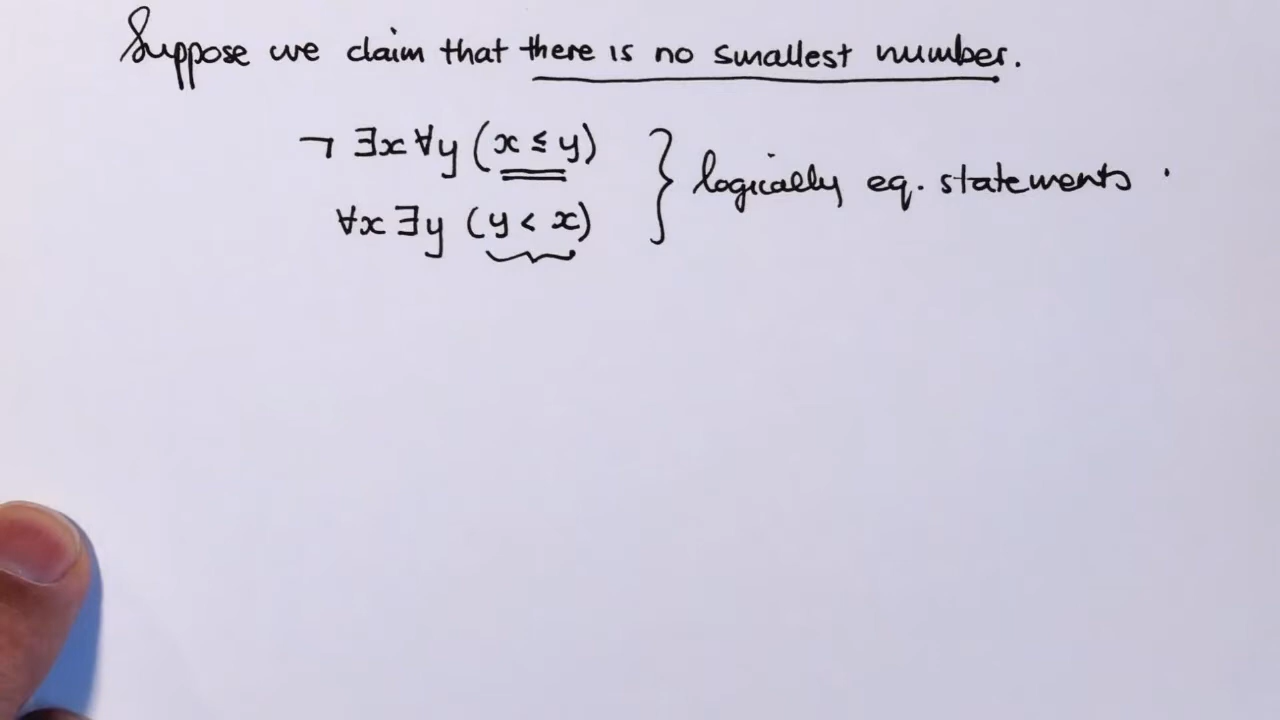 Suppose we claim that there is no smallest number.
¬ ∃x ∀y (x ≤ y)
∀x ∃y (y < x)
} logically eq. statements.